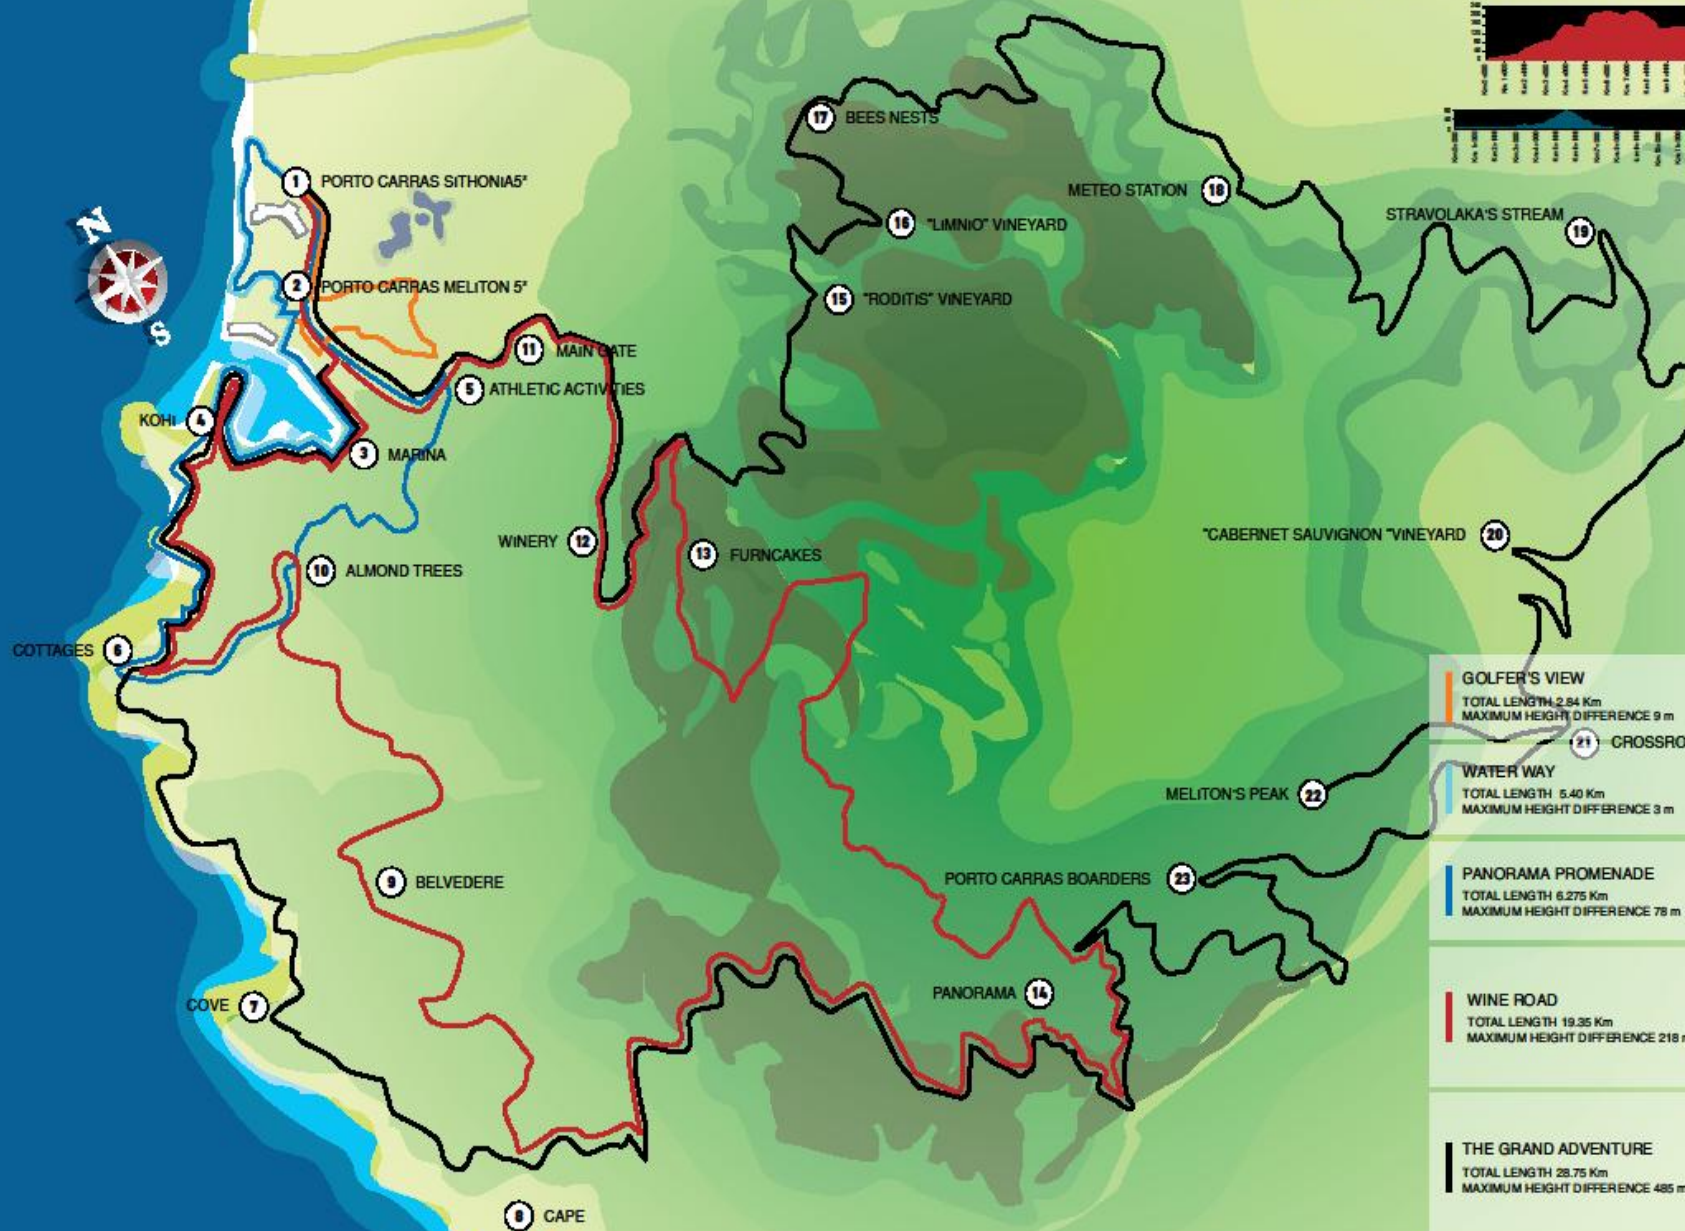 N
S
1 PORTO CARRAS SITHONIA5*
2 PORTO CARRAS MELITON 5*
3 MARINA
KOHI 4
5 ATHLETIC ACTIVITIES
COTTAGES 6
COVE 7
8 CAPE
9 BELVEDERE
10 ALMOND TREES
11 MAIN GATE
WINERY 12
13 FURNCAKES
PANORAMA 14
15 "RODITIS" VINEYARD
16 "LIMNIO" VINEYARD
17 BEES NESTS
METEO STATION 18
STRAVOLAKA'S STREAM
19
"CABERNET SAUVIGNON "VINEYARD 20
21 CROSSRO
MELITON'S PEAK 22
PORTO CARRAS BOARDERS 23
GOLFER'S VIEW
TOTAL LENGTH 2.84 Km
MAXIMUM HEIGHT DIFFERENCE 9 m
WATER WAY
TOTAL LENGTH 5.40 Km
MAXIMUM HEIGHT DIFFERENCE 3 m
PANORAMA PROMENADE
TOTAL LENGTH 6.275 Km
MAXIMUM HEIGHT DIFFERENCE 78 m
WINE ROAD
TOTAL LENGTH 19.35 Km
MAXIMUM HEIGHT DIFFERENCE 218 m
THE GRAND ADVENTURE
TOTAL LENGTH 28.75 Km
MAXIMUM HEIGHT DIFFERENCE 485 m